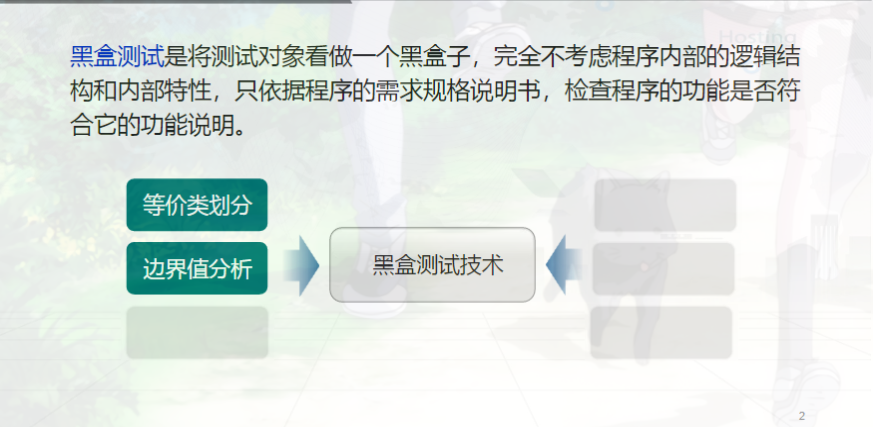 Hosting
黑盒测试是将测试对象看做一个黑盒子，完全不考虑程序内部的逻辑结
构和内部特性，只依据程序的需求规格说明书，检查程序的功能是否符
合它的功能说明。
等价类划分
边界值分析
黑盒测试技术
2